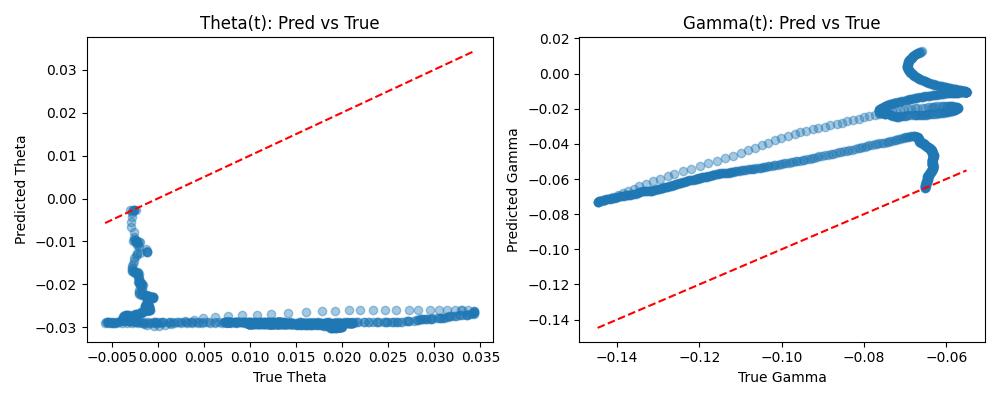 Theta(t): Pred vs True
Predicted Theta
0.03
0.02
0.01
0.00
−0.01
−0.02
−0.03
−0.005 0.000 0.005 0.010 0.015 0.020 0.025 0.030 0.035
True Theta
Gamma(t): Pred vs True
Predicted Gamma
0.02
0.00
−0.02
−0.04
−0.06
−0.08
−0.10
−0.12
−0.14
−0.14 −0.12 −0.10 −0.08 −0.06
True Gamma